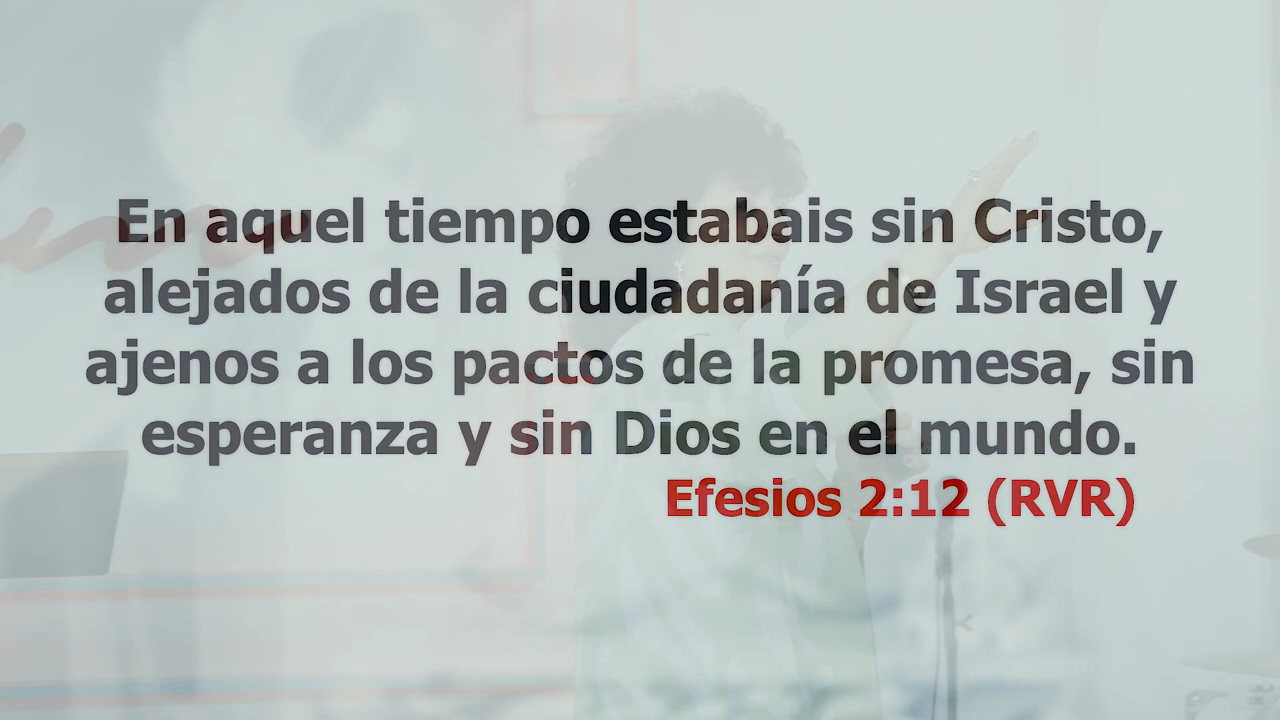 En aquel tiempo estabais sin Cristo,
alejados de la ciudadanía de Israel y
ajenos a los pactos de la promesa, sin
esperanza y sin Dios en el mundo.
Efesios 2:12 (RVR)